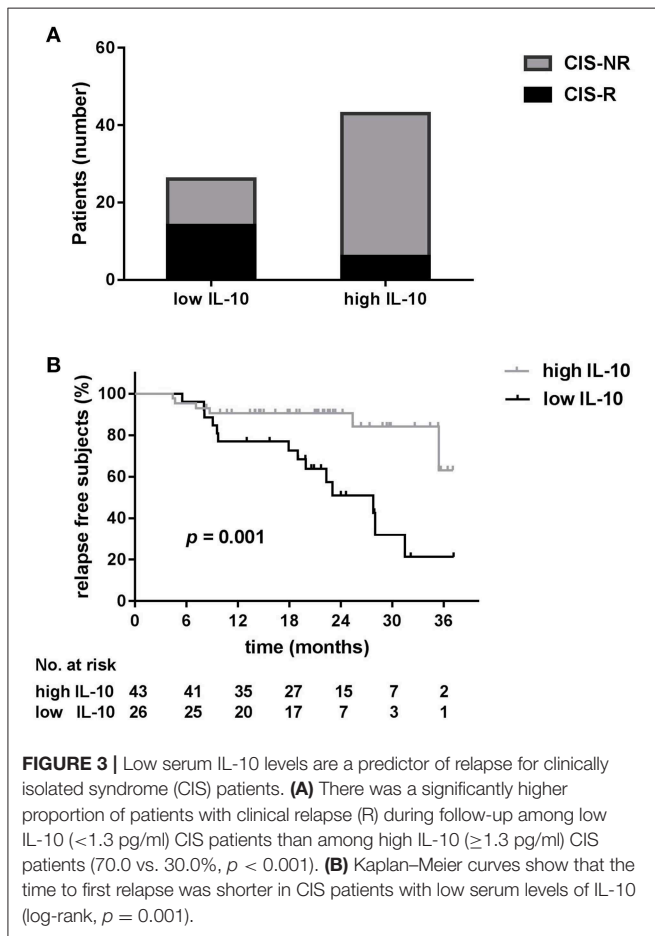 A
60
40
20
0
Patients (number)
low IL-10 high IL-10
CIS-NR
CIS-R
B
100
80
60
40
20
0
relapse free subjects (%)
p = 0.001
0 6 12 18 24 30 36
time (months)
high IL-10
low IL-10
No. at risk
high IL-10 43 41 35 27 15 7 2
low IL-10 26 25 20 17 7 3 1
FIGURE 3 | Low serum IL-10 levels are a predictor of relapse for clinically
isolated syndrome (CIS) patients. (A) There was a significantly higher
proportion of patients with clinical relapse (R) during follow-up among low
IL-10 (<1.3 pg/ml) CIS patients than among high IL-10 (≥1.3 pg/ml) CIS
patients (70.0 vs. 30.0%, p < 0.001). (B) Kaplan–Meier curves show that the
time to first relapse was shorter in CIS patients with low serum levels of IL-10
(log-rank, p = 0.001).